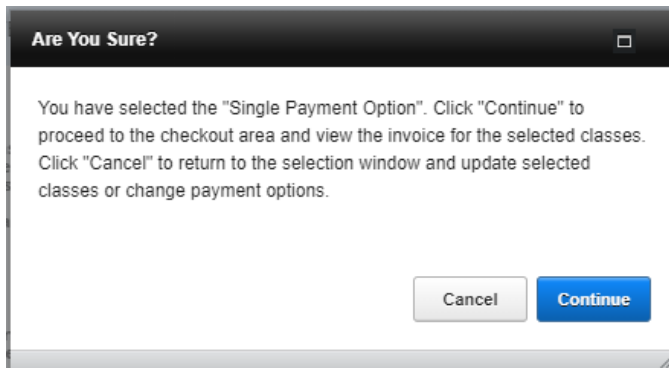 Are You Sure?
You have selected the "Single Payment Option". Click "Continue" to
proceed to the checkout area and view the invoice for the selected classes.
Click "Cancel" to return to the selection window and update selected
classes or change payment options.
Cancel
Continue